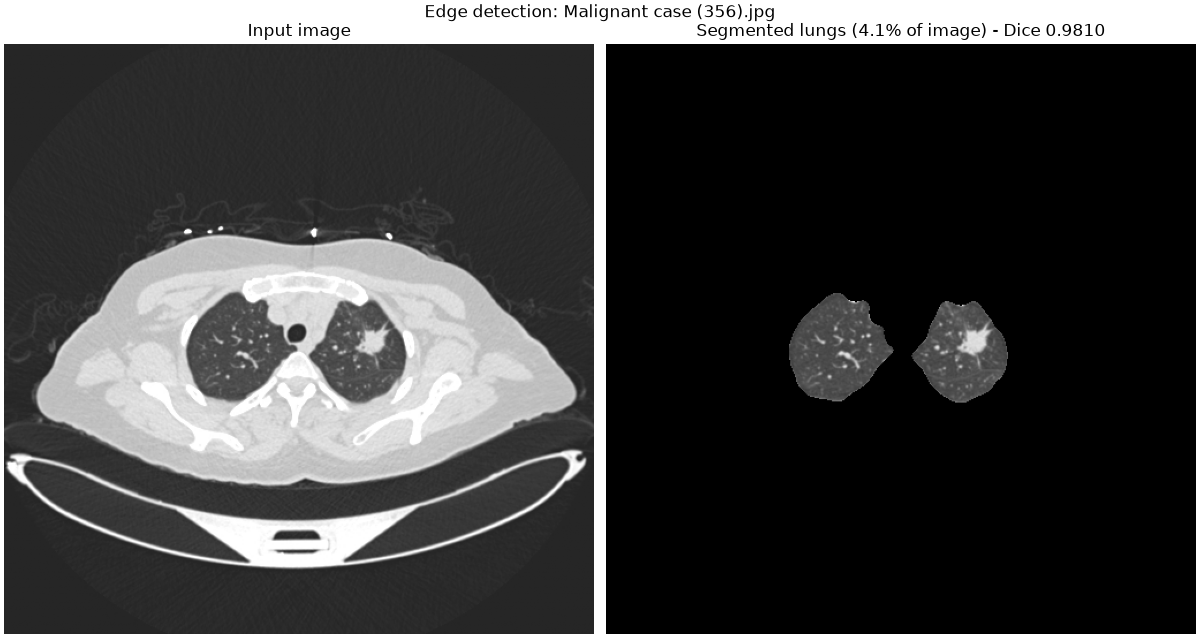 Edge detection: Malignant case (356).jpg
Input image
Segmented lungs (4.1% of image) - Dice 0.9810